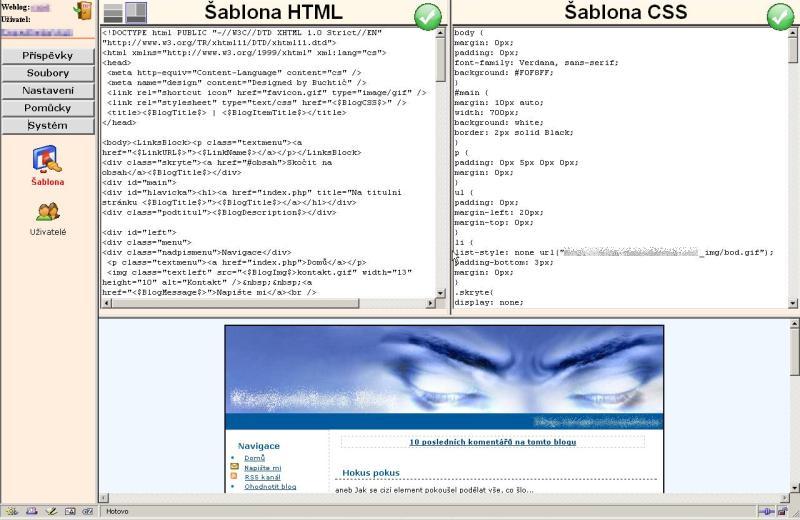 Weblog:
Uživatel:
Příspěvky
Soubory
Nastavení
Pomůcky
Systém
Šablona
Uživatelé
Šablona HTML
<!DOCTYPE html PUBLIC "-//W3C//DTD XHTML 1.0 Strict//EN"
"http://www.w3.org/TR/xhtml11/DTD/xhtml11.dtd">
<html xmlns="http://www.w3.org/1999/xhtml" xml:lang="cs">
<head>
<meta http-equiv="Content-Language" content="cs" />
<meta name="design" content="Designed by Buchtič" />
<link rel="shortcut icon" href="favicon.gif" type="image/gif" />
<link rel="stylesheet" type="text/css" href="<$BlogCSS$>" />
<title><$BlogTitle$> | <$BlogItemTitle$></title>
</head>
<body><LinksBlock><p class="textmenu"><a
href="<$LinkURL$>"><$LinkName$></a></p></LinksBlock>
<div class="skryte"><a href="#obsah">Skočit na
obsah</a><$BlogTitle$></div>
<div id="main">
<div id="hlavicka"><h1><a href="index.php" title="Na titulní
stránku <$BlogTitle$>"><$BlogTitle$></a></h1></div>
<div class="podtitul"><$BlogDescription$></div>
<div id="left">
<div class="menu">
<div class="nadpismenu">Navigace</div>
<p class="textmenu"><a href="index.php">Domů</a></p>
<img class="textleft" src="<$BlogImg$>kontakt.gif" width="13"
height="10" alt="Kontakt" />&nbsp;&nbsp;<a
href="<$BlogMessage$>">Napište mi</a><br />
Šablona CSS
body {
margin: 0px;
padding: 0px;
font-family: Verdana, sans-serif;
background: #F0F8FF;
}
#main {
margin: 10px auto;
width: 700px;
background: white;
border: 2px solid Black;
}
p {
padding: 0px 5px 0px 0px;
margin: 0px;
}
ul {
padding: 0px;
margin-left: 20px;
margin-top: 0px;
}
li {
list-style: none url("_img/bod.gif");
padding-bottom: 3px;
margin: 0px;
}
.skryte{
display: none;
Navigace
Domů
Napište mi
RSS kanál
Ohodnotit blog
10 posledních komentářů na tomto blogu
Hokus pokus
aneb Jak se cizí element pokoušel podělat vše, co šlo...
Hotovo